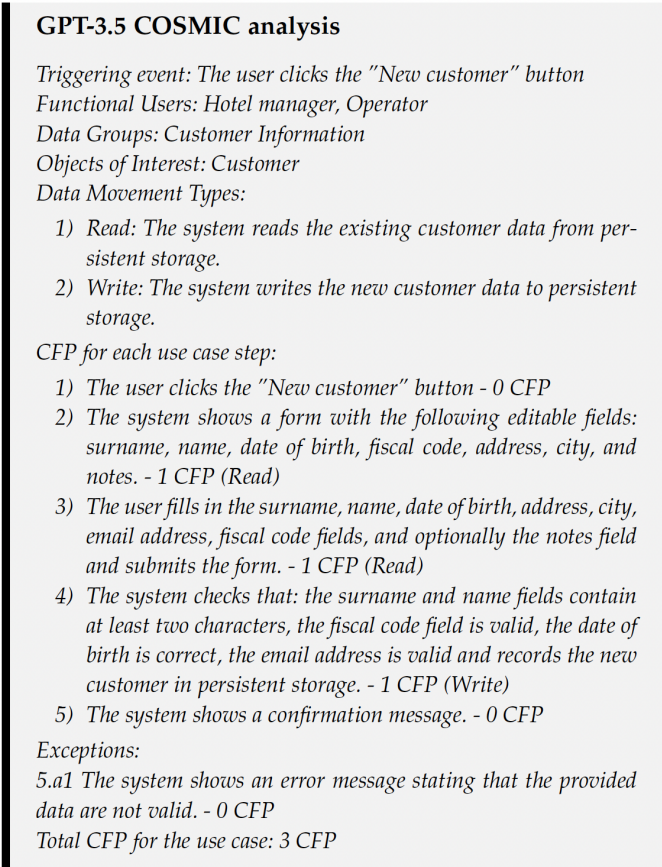 GPT-3.5 COSMIC analysis
Triggering event: The user clicks the ”New customer” button
Functional Users: Hotel manager, Operator
Data Groups: Customer Information
Objects of Interest: Customer
Data Movement Types:
1) Read: The system reads the existing customer data from per-
sistent storage.
2) Write: The system writes the new customer data to persistent
storage.
CFP for each use case step:
1) The user clicks the ”New customer” button - 0 CFP
2) The system shows a form with the following editable fields:
surname, name, date of birth, fiscal code, address, city, and
notes. - 1 CFP (Read)
3) The user fills in the surname, name, date of birth, address, city,
email address, fiscal code fields, and optionally the notes field
and submits the form. - 1 CFP (Read)
4) The system checks that: the surname and name fields contain
at least two characters, the fiscal code field is valid, the date of
birth is correct, the email address is valid and records the new
customer in persistent storage. - 1 CFP (Write)
5) The system shows a confirmation message. - 0 CFP
Exceptions:
5.a1 The system shows an error message stating that the provided
data are not valid. - 0 CFP
Total CFP for the use case: 3 CFP